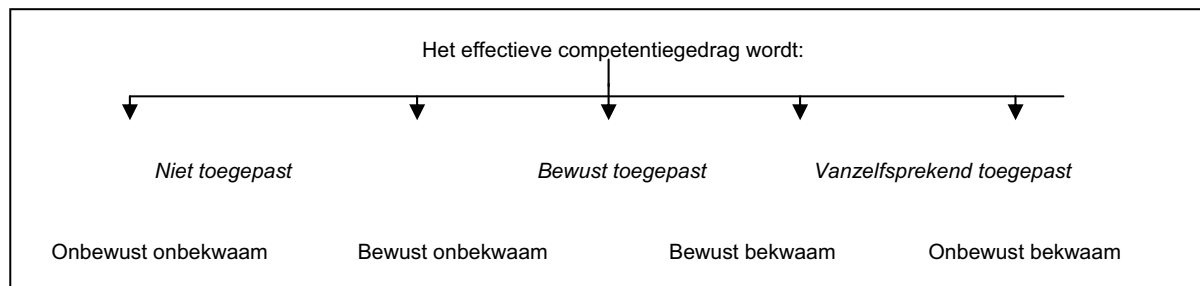 Het effectieve competentiegedrag wordt:
Niet toegepast Bewust toegepast Vanzelfsprekend toegepast
Onbewust onbekwaam Bewust onbekwaam Bewust bekwaam Onbewust bekwaam